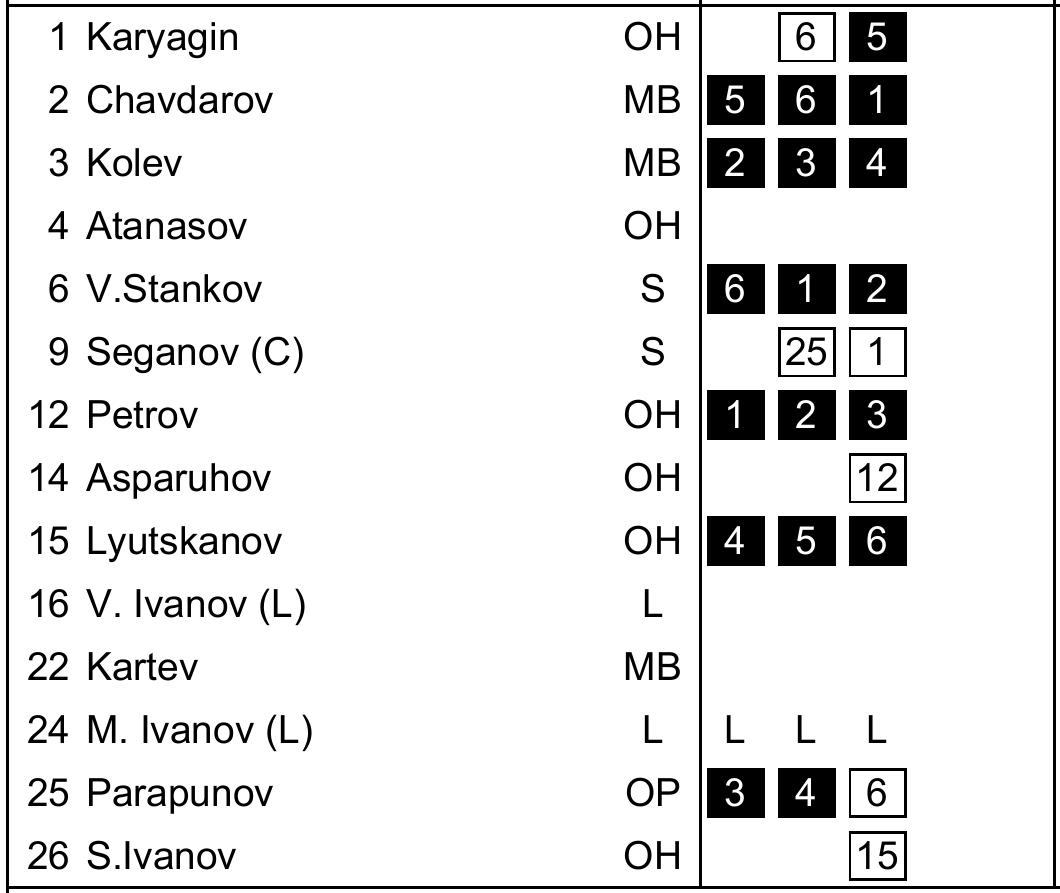 1 Karyagin OH 6 5
2 Chavdarov MB 5 6 1
3 Kolev MB 2 3 4
4 Atanasov OH
6 V.Stankov S 6 1 2
9 Seganov (C) S 25 1
12 Petrov OH 1 2 3
14 Asparuhov OH 12
15 Lyutskanov OH 4 5 6
16 V. Ivanov (L) L
22 Kartev MB
24 M. Ivanov (L) L L L L
25 Parapunov OP 3 4 6
26 S.Ivanov OH 15